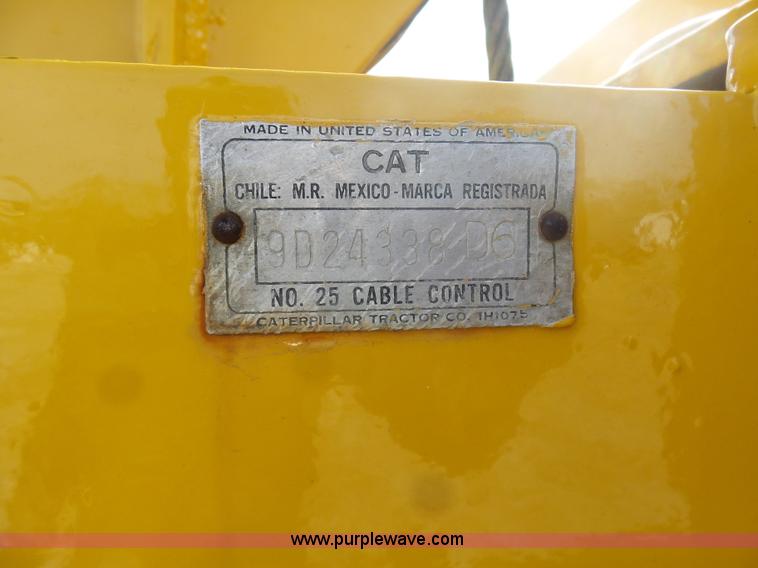 MADE IN UNITED STATES OF AMERICA
CAT
CHILE: M.R. MEXICO-MARCA REGISTRADA
9D24338 D6
NO. 25 CABLE CONTROL
CATERPILLAR TRACTOR CO. 1H1075
www.purplewave.com